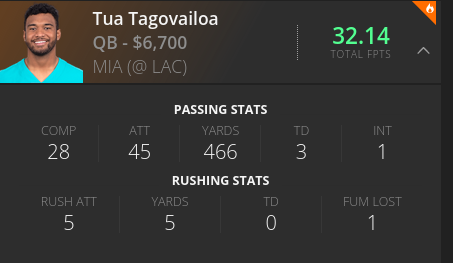 Tua Tagovailoa
QB - $6,700
MIA (@ LAC)
32.14
TOTAL FPTS
PASSING STATS
COMP ATT YARDS TD INT
28 45 466 3 1
RUSHING STATS
RUSH ATT YARDS TD FUM LOST
5 5 0 1